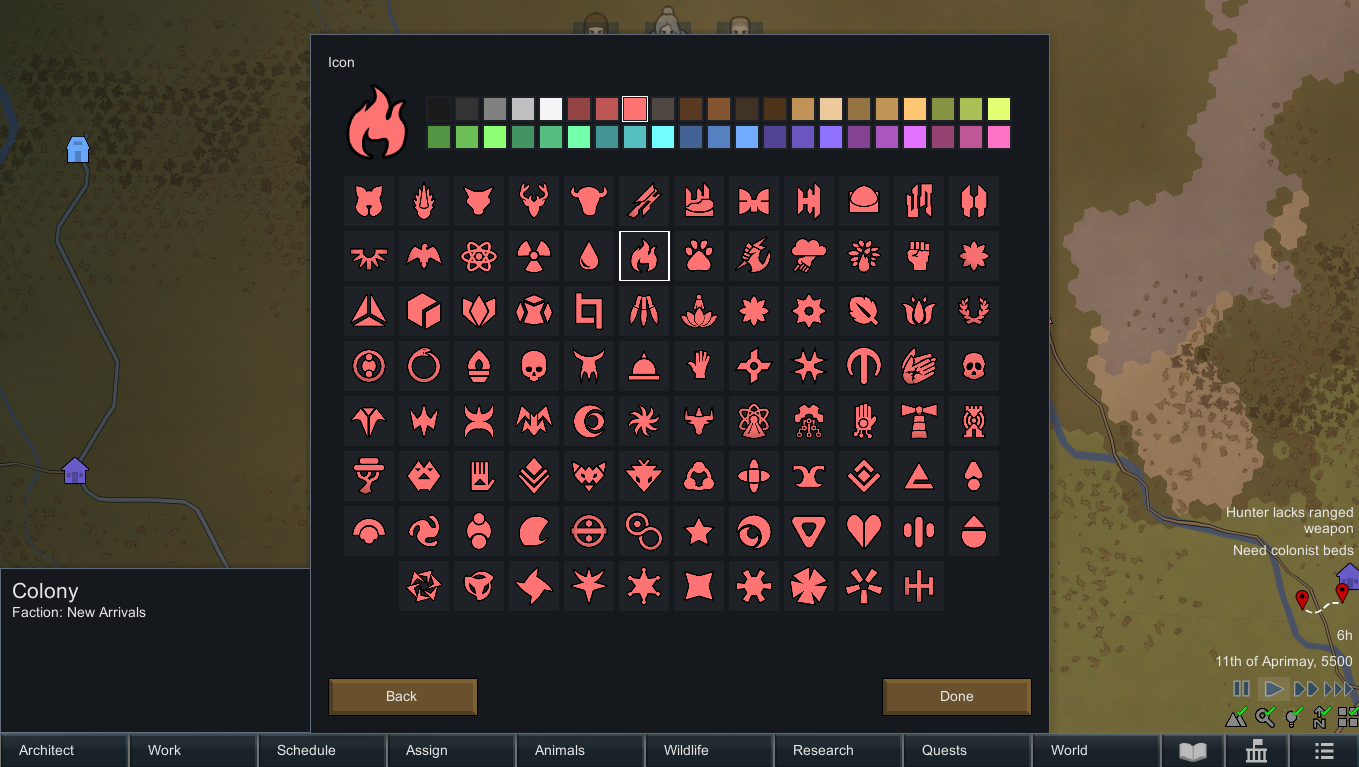 Icon
Hunter lacks ranged
weapon
Need colonist beds
Colony
Faction: New Arrivals
6h
11th of Aprimay, 5500
Back
Done
Architect
Work
Schedule
Assign
Animals
Wildlife
Research
Quests
World